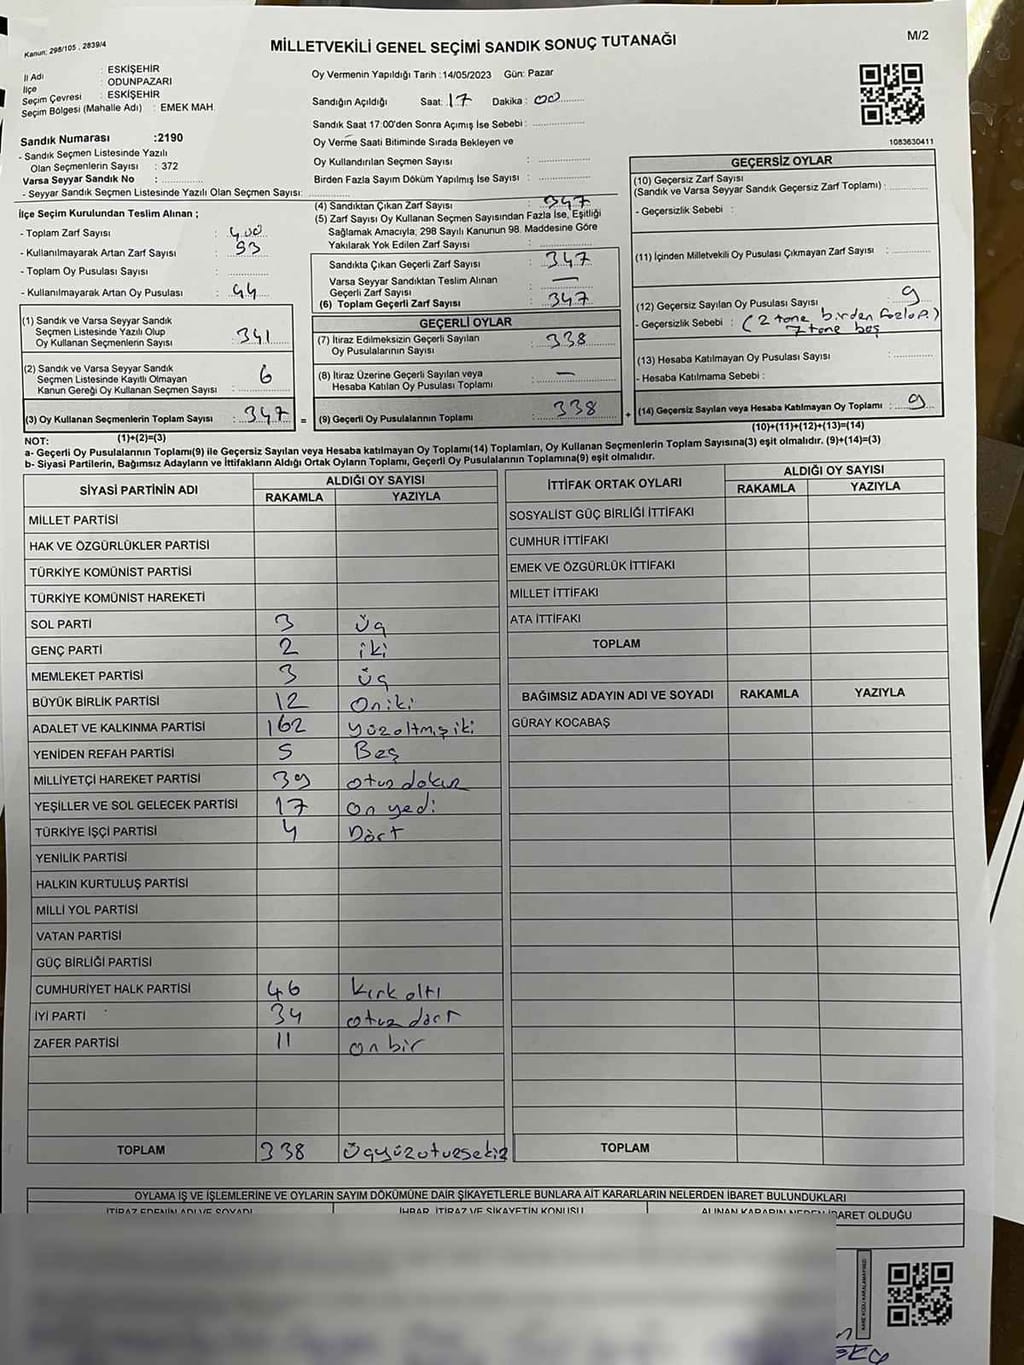 Kanun: 298/105 , 2839/4
MİLLETVEKİLİ GENEL SEÇİMİ SANDIK SONUÇ TUTANAĞI
M/2
İl Adı : ESKİŞEHİR
İlçe : ODUNPAZARI
Seçim Çevresi : ESKİŞEHİR
Seçim Bölgesi (Mahalle Adı) : EMEK MAH.
Sandık Numarası :2190
- Sandık Seçmen Listesinde Yazılı
Olan Seçmenlerin Sayısı : 372
Varsa Seyyar Sandık No :
- Seyyar Sandık Seçmen Listesinde Yazılı Olan Seçmen Sayısı:
Oy Vermenin Yapıldığı Tarih :14/05/2023 Gün: Pazar
Sandığın Açıldığı Saat: 17 Dakika : 00
Sandık Saat 17:00'den Sonra Açımış İse Sebebi :
Oy Verme Saati Bitiminde Sırada Bekleyen ve
Oy Kullandırılan Seçmen Sayısı :
Birden Fazla Sayım Döküm Yapılmış İse Sayısı :
1083630411
İlçe Seçim Kurulundan Teslim Alınan ;
- Toplam Zarf Sayısı : 400
- Kullanılmayarak Artan Zarf Sayısı : 53
- Toplam Oy Pusulası Sayısı :
- Kullanılmayarak Artan Oy Pusulası : 44
(1) Sandık ve Varsa Seyyar Sandık
Seçmen Listesinde Yazılı Olup
Oy Kullanan Seçmenlerin Sayısı : 341
(2) Sandık ve Varsa Seyyar Sandık
Seçmen Listesinde Kayıtlı Olmayan
Kanun Gereği Oy Kullanan Seçmen Sayısı : 6
(3) Oy Kullanan Seçmenlerin Toplam Sayısı : 347 =
(1)+(2)=(3)
(4) Sandıktan Çıkan Zarf Sayısı : 347
(5) Zarf Sayısı Oy Kullanan Seçmen Sayısından Fazla İse, Eşitliği
Sağlamak Amacıyla, 298 Sayılı Kanunun 98. Maddesine Göre
Yakılarak Yok Edilen Zarf Sayısı :
Sandıkta Çıkan Geçerli Zarf Sayısı : 347
Varsa Seyyar Sandıktan Teslim Alınan
Geçerli Zarf Sayısı : —
(6) Toplam Geçerli Zarf Sayısı : 347
GEÇERLİ OYLAR
(7) İtiraz Edilmeksizin Geçerli Sayılan
Oy Pusulalarının Sayısı : 338
(8) İtiraz Üzerine Geçerli Sayılan veya
Hesaba Katılan Oy Pusulası Toplamı : —
(9) Geçerli Oy Pusulalarının Toplamı : 338 +
GEÇERSİZ OYLAR
(10) Geçersiz Zarf Sayısı
(Sandık ve Varsa Seyyar Sandık Geçersiz Zarf Toplamı) :
- Geçersizlik Sebebi :
(11) İçinden Milletvekili Oy Pusulası Çıkmayan Zarf Sayısı :
(12) Geçersiz Sayılan Oy Pusulası Sayısı : 9
- Geçersizlik Sebebi : (2 tane birden fazla P.)
7 tane boş
(13) Hesaba Katılmayan Oy Pusulası Sayısı :
- Hesaba Katılmama Sebebi :
(14) Geçersiz Sayılan veya Hesaba Katılmayan Oy Toplamı : 9
(10)+(11)+(12)+(13)=(14)
NOT:
a- Geçerli Oy Pusulalarının Toplamı(9) ile Geçersiz Sayılan veya Hesaba katılmayan Oy Toplamı(14) Toplamları, Oy Kullanan Seçmenlerin Toplam Sayısına(3) eşit olmalıdır. (9)+(14)=(3)
b- Siyasi Partilerin, Bağımsız Adayların ve İttifakların Aldığı Ortak Oyların Toplamı, Geçerli Oy Pusulalarının Toplamına(9) eşit olmalıdır.
SİYASİ PARTİNİN ADI ALDIĞI OY SAYISI
RAKAMLA YAZIYLA
MİLLET PARTİSİ
HAK VE ÖZGÜRLÜKLER PARTİSİ
TÜRKİYE KOMÜNİST PARTİSİ
TÜRKİYE KOMÜNİST HAREKETİ
SOL PARTİ 3 üç
GENÇ PARTİ 2 iki
MEMLEKET PARTİSİ 3 üç
BÜYÜK BİRLİK PARTİSİ 12 Oniki
ADALET VE KALKINMA PARTİSİ 162 yüzaltmışiki
YENİDEN REFAH PARTİSİ 5 Beş
MİLLİYETÇİ HAREKET PARTİSİ 39 otuz dokuz
YEŞİLLER VE SOL GELECEK PARTİSİ 17 on yedi
TÜRKİYE İŞÇİ PARTİSİ 4 Dört
YENİLİK PARTİSİ
HALKIN KURTULUŞ PARTİSİ
MİLLİ YOL PARTİSİ
VATAN PARTİSİ
GÜÇ BİRLİĞİ PARTİSİ
CUMHURİYET HALK PARTİSİ 46 Kırk altı
İYİ PARTİ 34 otuz dört
ZAFER PARTİSİ 11 on bir
TOPLAM 338 üçyüzotuzsekiz
İTTİFAK ORTAK OYLARI ALDIĞI OY SAYISI
RAKAMLA YAZIYLA
SOSYALİST GÜÇ BİRLİĞİ İTTİFAKI
CUMHUR İTTİFAKI
EMEK VE ÖZGÜRLÜK İTTİFAKI
MİLLET İTTİFAKI
ATA İTTİFAKI
TOPLAM
BAĞIMSIZ ADAYIN ADI VE SOYADI RAKAMLA YAZIYLA
GÜRAY KOCABAŞ
TOPLAM
OYLAMA İŞ VE İŞLEMLERİNE VE OYLARIN SAYIM DÖKÜMÜNE DAİR ŞİKAYETLERLE BUNLARA AİT KARARLARIN NELERDEN İBARET BULUNDUKLARI
İTİRAZ EDENİN ADI VE SOYADI İHBAR, İTİRAZ VE ŞİKAYETİN KONUSU ALINAN KARARIN NEDEN İBARET OLDUĞU